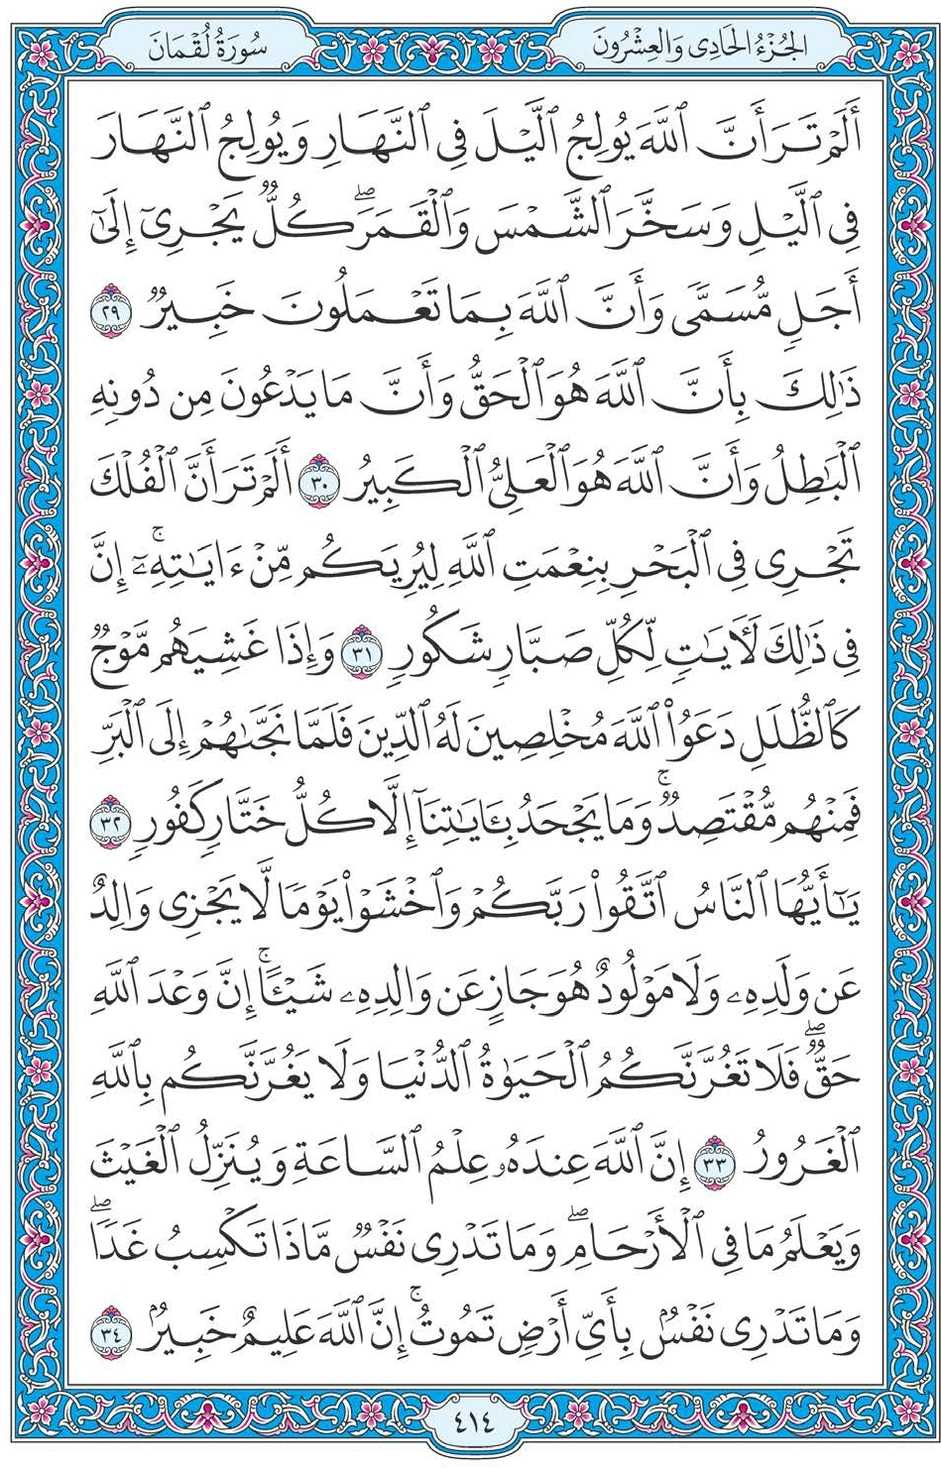 الجُزْءُ الحَادِى وَالعِشْرُونَ
سُورَةُ لُقْمَانَ
أَلَمْ تَرَ أَنَّ ٱللَّهَ يُولِجُ ٱلَّيْلَ فِى ٱلنَّهَارِ وَيُولِجُ ٱلنَّهَارَ
فِى ٱلَّيْلِ وَسَخَّرَ ٱلشَّمْسَ وَٱلْقَمَرَۖ كُلٌّ يَجْرِىٓ إِلَىٰٓ
أَجَلٍ مُّسَمًّى وَأَنَّ ٱللَّهَ بِمَا تَعْمَلُونَ خَبِيرٌ ٢٩
ذَٰلِكَ بِأَنَّ ٱللَّهَ هُوَ ٱلْحَقُّ وَأَنَّ مَا يَدْعُونَ مِن دُونِهِ
ٱلْبَٰطِلُ وَأَنَّ ٱللَّهَ هُوَ ٱلْعَلِىُّ ٱلْكَبِيرُ ٣٠ أَلَمْ تَرَ أَنَّ ٱلْفُلْكَ
تَجْرِى فِى ٱلْبَحْرِ بِنِعْمَتِ ٱللَّهِ لِيُرِيَكُم مِّنْ ءَايَٰتِهِۦٓۚ إِنَّ
فِى ذَٰلِكَ لَءَايَٰتٍ لِّكُلِّ صَبَّارٍ شَكُورٍ ٣١ وَإِذَا غَشِيَهُم مَّوْجٌ
كَٱلظُّلَلِ دَعَوُا۟ ٱللَّهَ مُخْلِصِينَ لَهُ ٱلدِّينَ فَلَمَّا نَجَّىٰهُمْ إِلَى ٱلْبَرِّ
فَمِنْهُم مُّقْتَصِدٌۚ وَمَا يَجْحَدُ بِـَٔايَٰتِنَآ إِلَّا كُلُّ خَتَّارٍ كَفُورٍ ٣٢
يَٰٓأَيُّهَا ٱلنَّاسُ ٱتَّقُوا۟ رَبَّكُمْ وَٱخْشَوْا۟ يَوْمًا لَّا يَجْزِى وَالِدٌ
عَن وَلَدِهِۦ وَلَا مَوْلُودٌ هُوَ جَازٍ عَن وَالِدِهِۦ شَيْـًٔاۚ إِنَّ وَعْدَ ٱللَّهِ
حَقٌّۖ فَلَا تَغُرَّنَّكُمُ ٱلْحَيَوٰةُ ٱلدُّنْيَا وَلَا يَغُرَّنَّكُم بِٱللَّهِ
ٱلْغَرُورُ ٣٣ إِنَّ ٱللَّهَ عِندَهُۥ عِلْمُ ٱلسَّاعَةِ وَيُنَزِّلُ ٱلْغَيْثَ
وَيَعْلَمُ مَا فِى ٱلْأَرْحَامِۖ وَمَا تَدْرِى نَفْسٌ مَّاذَا تَكْسِبُ غَدًاۖ
وَمَا تَدْرِى نَفْسٌۢ بِأَىِّ أَرْضٍ تَمُوتُۚ إِنَّ ٱللَّهَ عَلِيمٌ خَبِيرٌۢ ٣٤
٤١٤